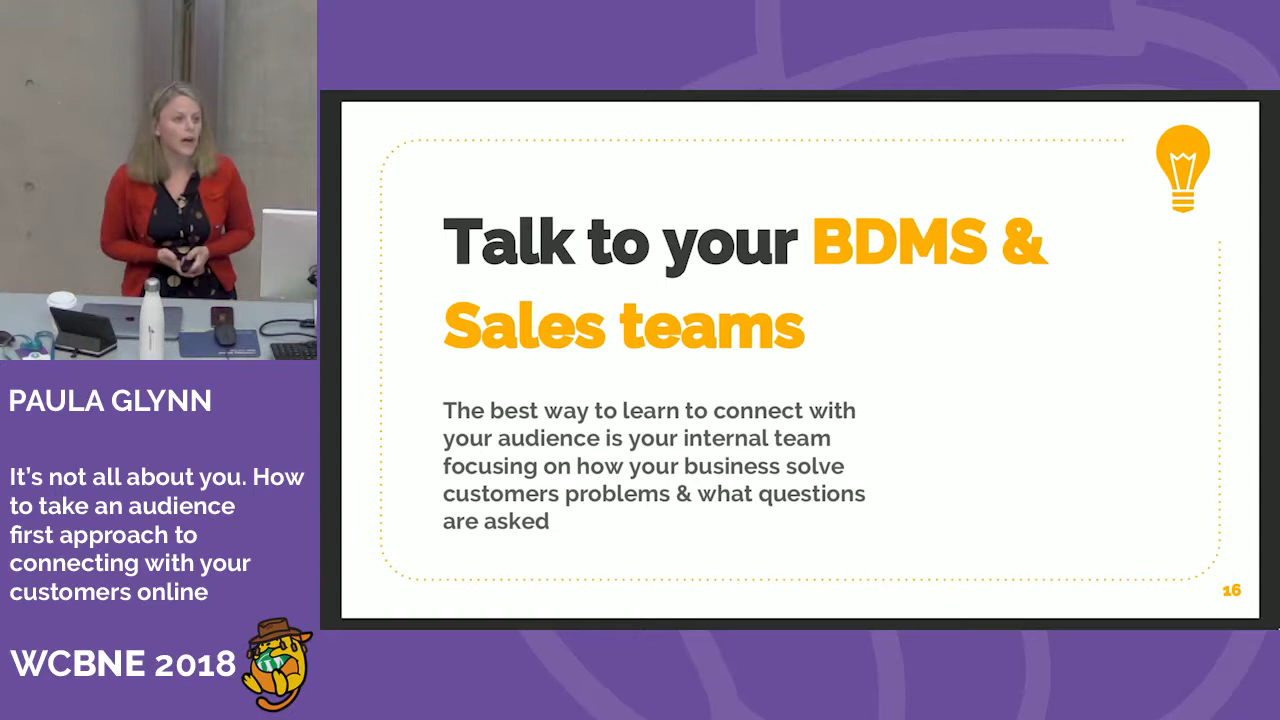 Talk to your BDMS &
Sales teams
The best way to learn to connect with
your audience is your internal team
focusing on how your business solve
customers problems & what questions
are asked
16
PAULA GLYNN
It's not all about you. How
to take an audience
first approach to
connecting with your
customers online
WCBNE 2018